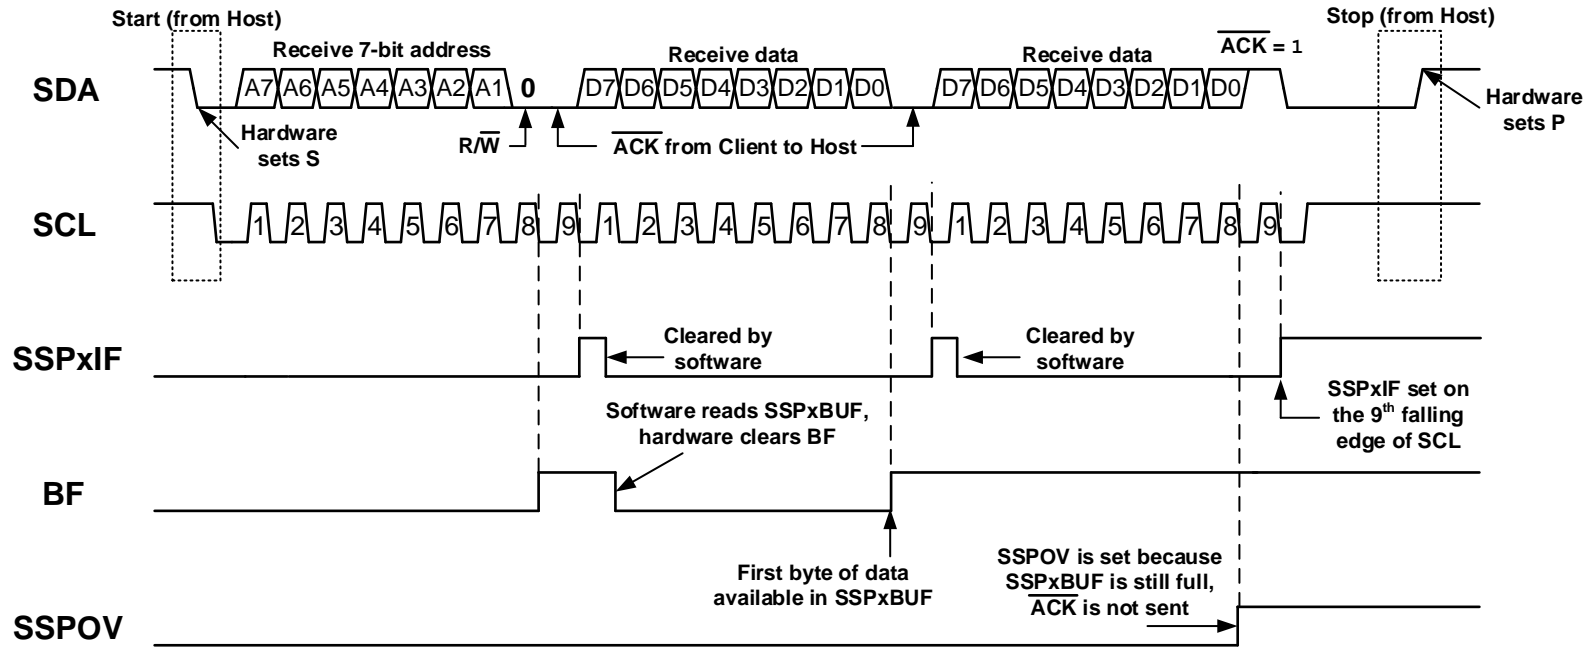 Start (from Host)
Stop (from Host)
Receive 7-bit address
Receive data
Receive data
ACK = 1
SDA
A7 A6 A5 A4 A3 A2 A1 0 D7 D6 D5 D4 D3 D2 D1 D0 D7 D6 D5 D4 D3 D2 D1 D0
Hardware
sets S
R/W
ACK from Client to Host
Hardware
sets P
SCL
1 2 3 4 5 6 7 8 9 1 2 3 4 5 6 7 8 9 1 2 3 4 5 6 7 8 9
SSPxIF
Cleared by
software
Cleared by
software
SSPxIF set on
the 9th falling
edge of SCL
Software reads SSPxBUF,
hardware clears BF
BF
First byte of data
available in SSPxBUF
SSPOV is set because
SSPxBUF is still full,
ACK is not sent
SSPOV